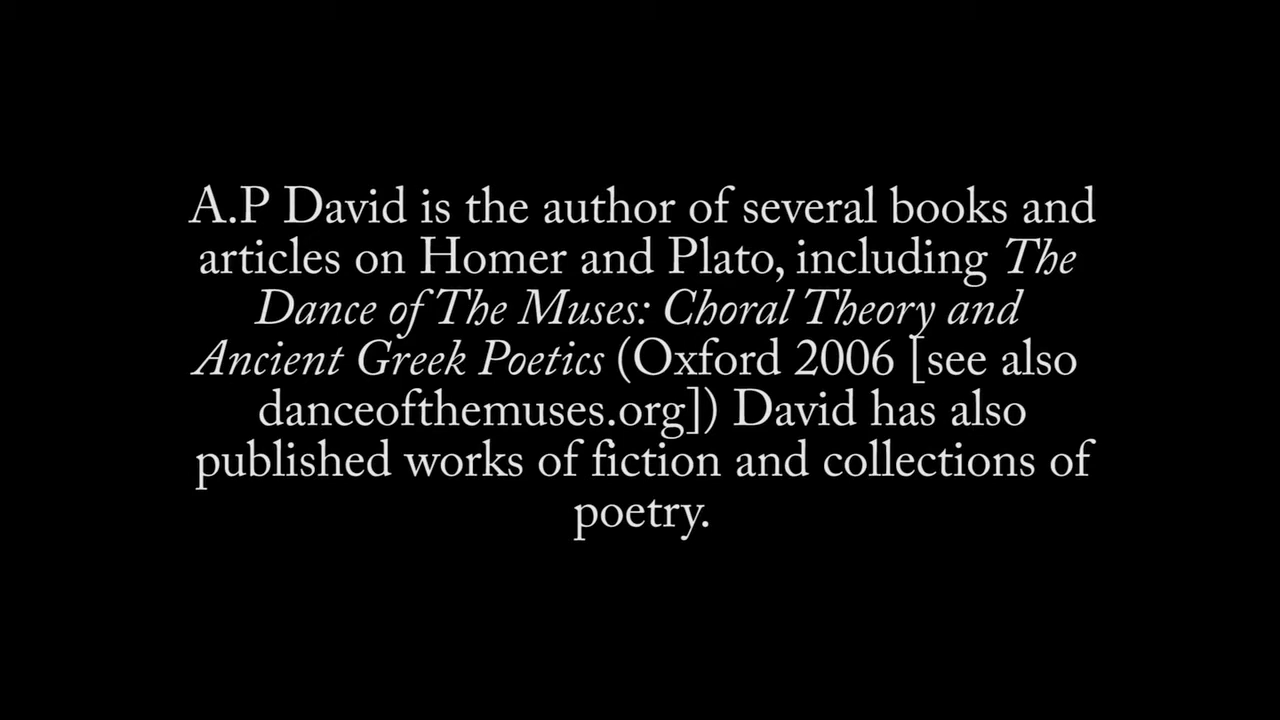 A.P David is the author of several books and
articles on Homer and Plato, including The
Dance of The Muses: Choral Theory and
Ancient Greek Poetics (Oxford 2006 [see also
danceofthemuses.org]) David has also
published works of fiction and collections of
poetry.